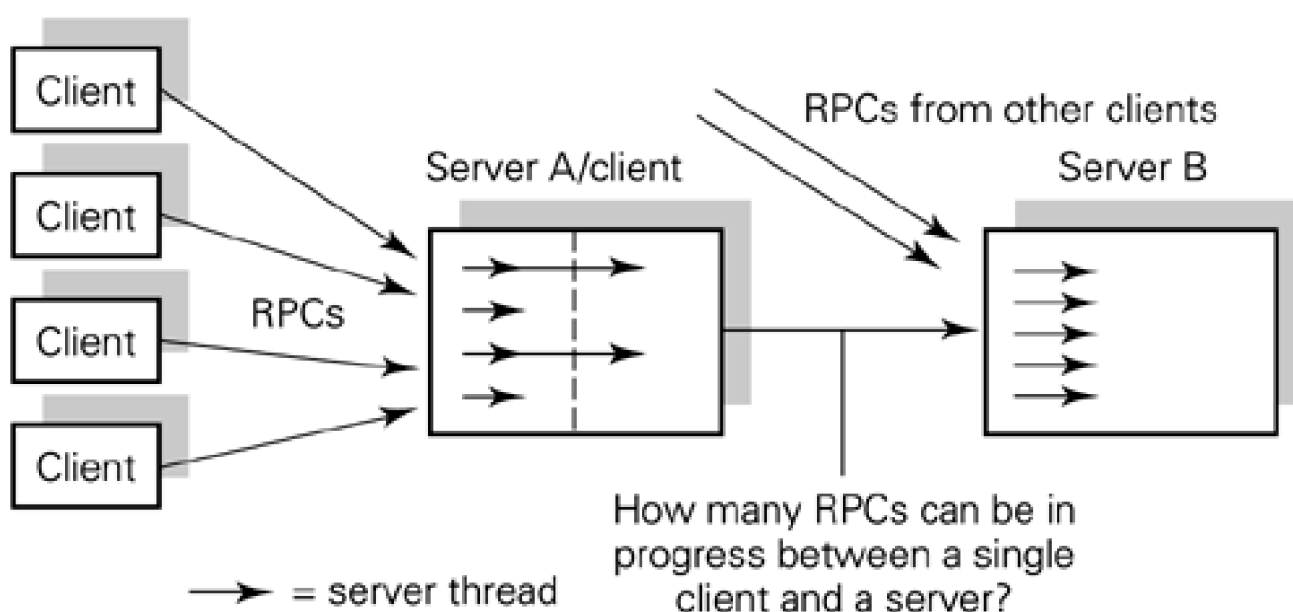 Client
Client
Client
Client
RPCs
Server A/client
RPCs from other clients
Server B
How many RPCs can be in
progress between a single
client and a server?
= server thread